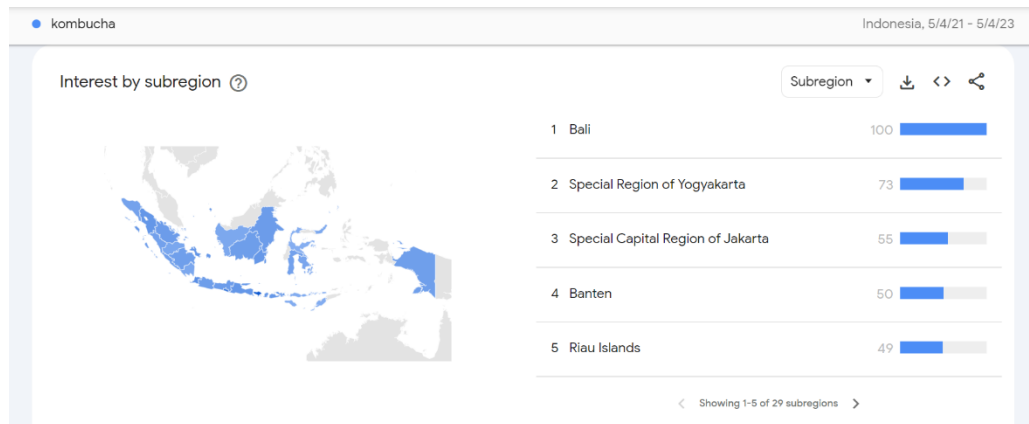 kombucha
Indonesia, 5/4/21 - 5/4/23
Interest by subregion
Subregion
1 Bali 100
2 Special Region of Yogyakarta 73
3 Special Capital Region of Jakarta 55
4 Banten 50
5 Riau Islands 49
Showing 1-5 of 29 subregions